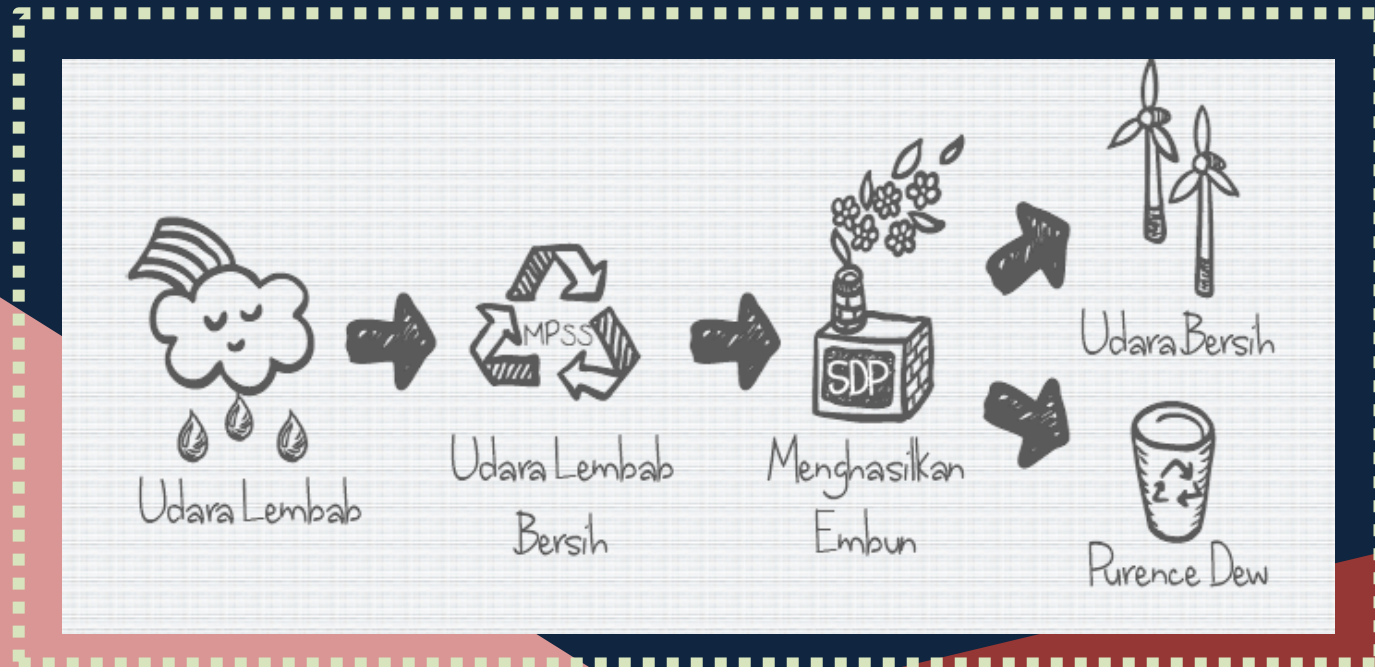 Udara Lembab
MPSS
Udara Lembab
Bersih
SDP
Menghasilkan
Embun
Udara Bersih
Purence Dew